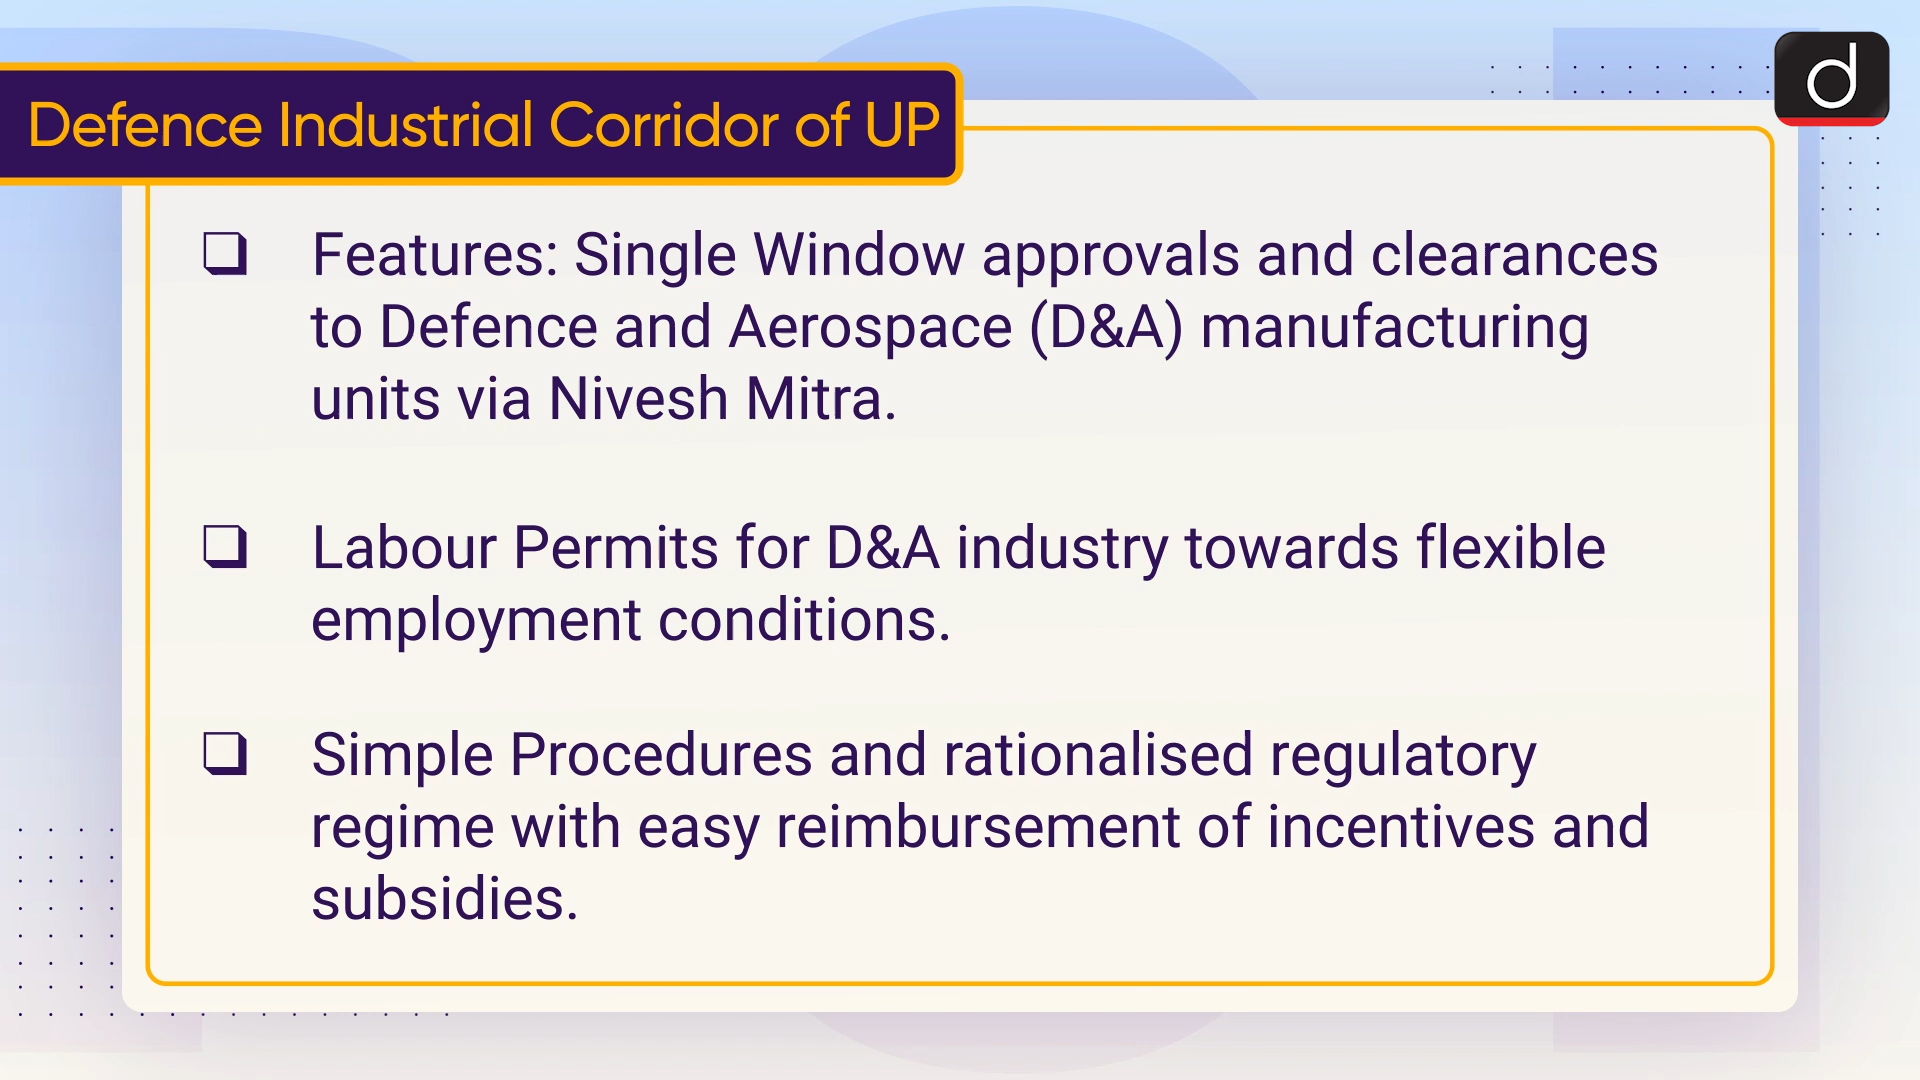 Defence Industrial Corridor of UP
d
❑ Features: Single Window approvals and clearances
to Defence and Aerospace (D&A) manufacturing
units via Nivesh Mitra.
❑ Labour Permits for D&A industry towards flexible
employment conditions.
❑ Simple Procedures and rationalised regulatory
regime with easy reimbursement of incentives and
subsidies.